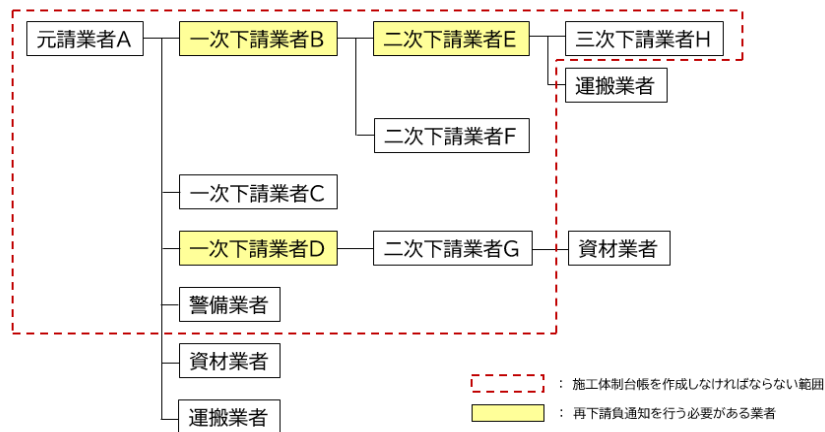 元請業者A
一次下請業者B
二次下請業者E
三次下請業者H
運搬業者
二次下請業者F
一次下請業者C
一次下請業者D
二次下請業者G
資材業者
警備業者
資材業者
運搬業者
： 施工体制台帳を作成しなければならない範囲
： 再下請負通知を行う必要がある業者